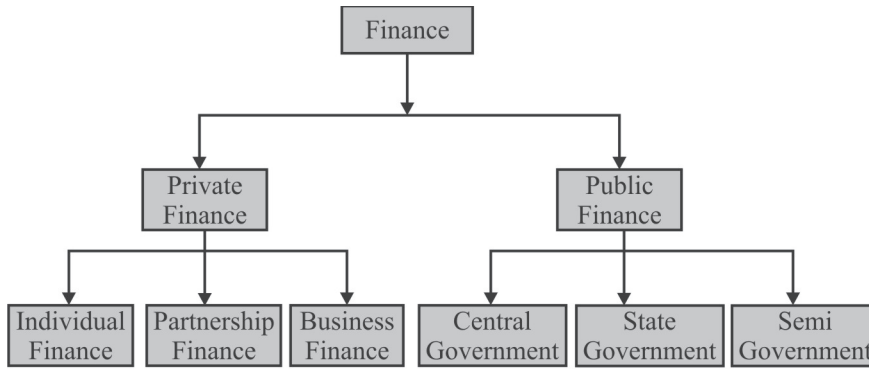 Finance
Private
Finance
Public
Finance
Individual
Finance
Partnership
Finance
Business
Finance
Central
Government
State
Government
Semi
Government